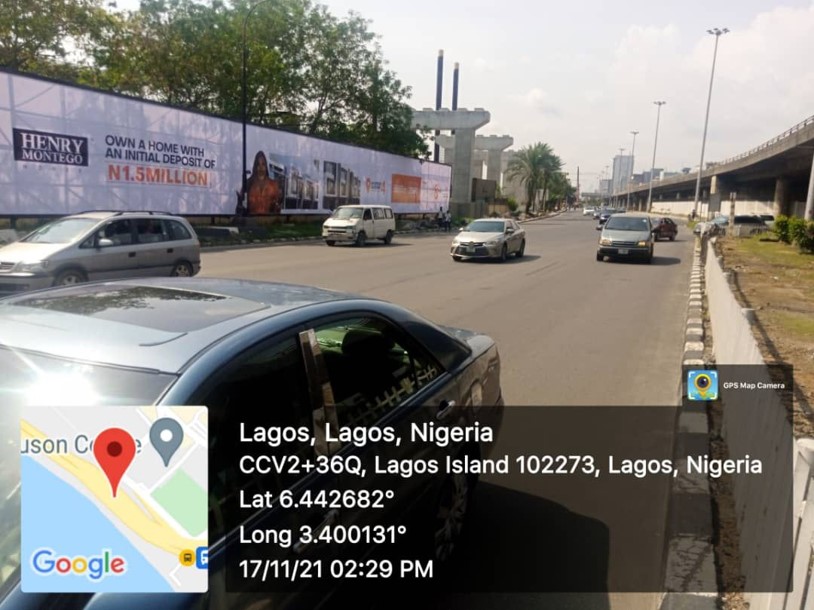 HENRY
MONTEGO
OWN A HOME WITH
AN INITIAL DEPOSIT OF
N1.5MILLION
GPS Map Camera
Lagos, Lagos, Nigeria
CCV2+36Q, Lagos Island 102273, Lagos, Nigeria
Lat 6.442682°
Long 3.400131°
17/11/21 02:29 PM
Google